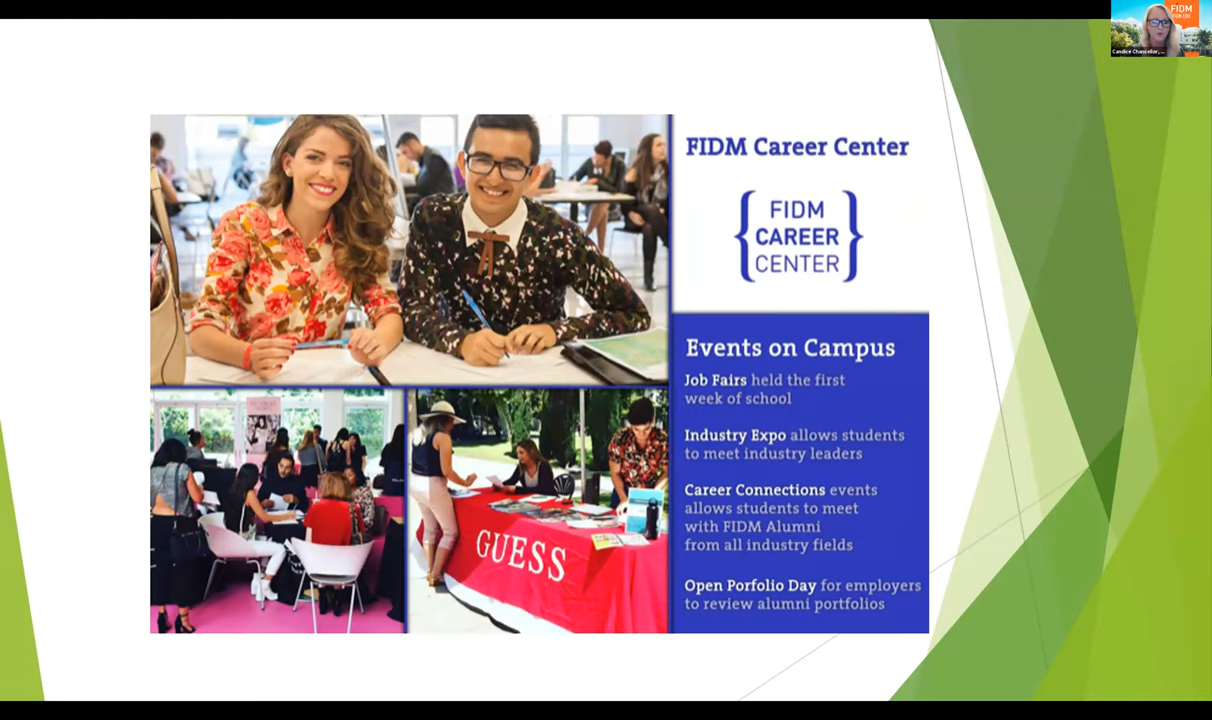 FIDM
Candice Chancellor, ...
FIDM Career Center
FIDM
CAREER
CENTER
Events on Campus
Job Fairs held the first
week of school
Industry Expo allows students
to meet industry leaders
Career Connections events
allows students to meet
with FIDM Alumni
from all industry fields
Open Porfolio Day for employers
to review alumni portfolios
GUESS